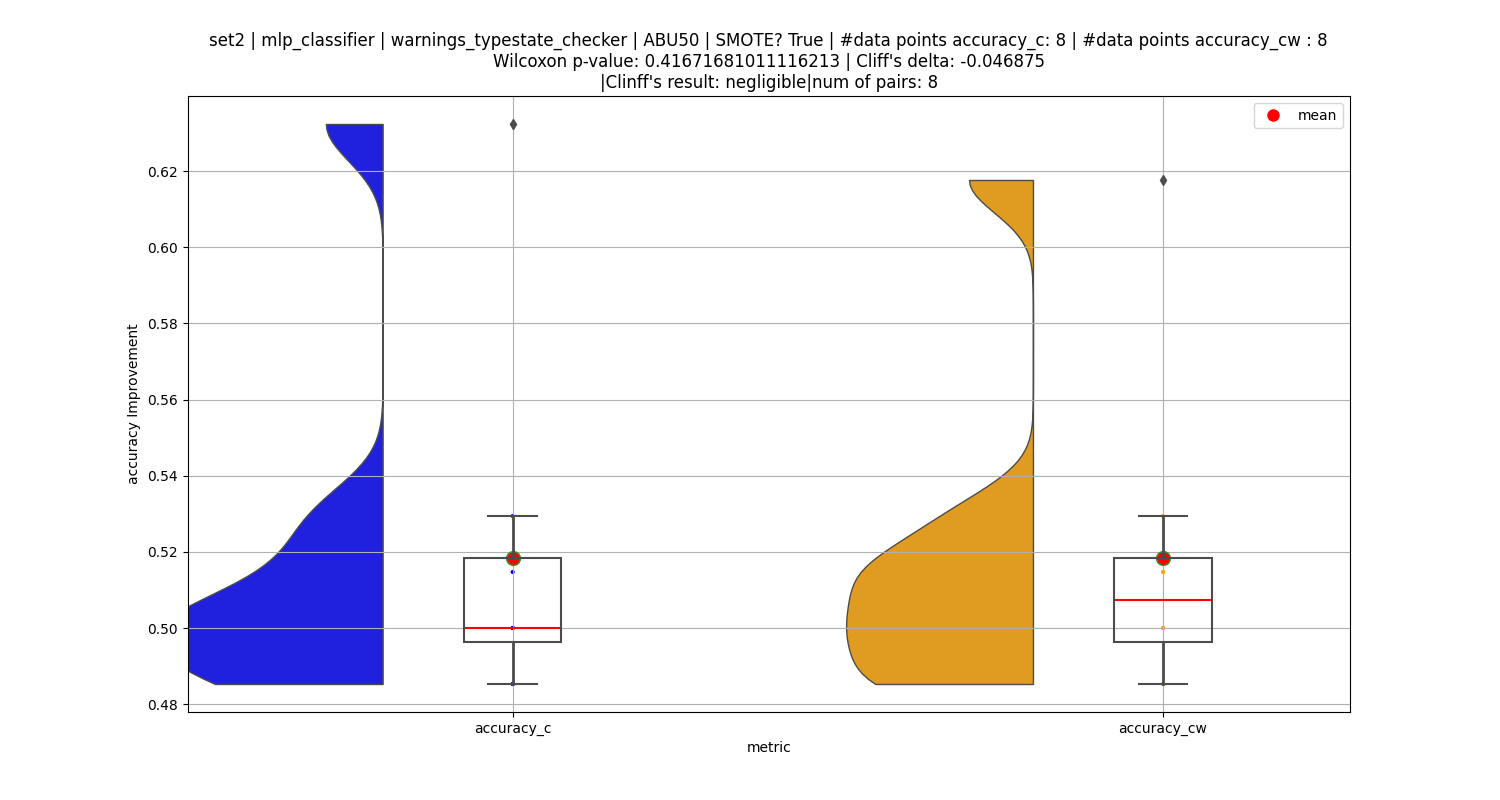 set2 | mlp_classifier | warnings_typestate_checker | ABU50 | SMOTE? True | #data points accuracy_c: 8 | #data points accuracy_cw : 8
Wilcoxon p-value: 0.41671681011116213 | Cliff's delta: -0.046875
|Clinff's result: negligible|num of pairs: 8
mean
accuracy Improvement
0.62
0.60
0.58
0.56
0.54
0.52
0.50
0.48
accuracy_c
accuracy_cw
metric